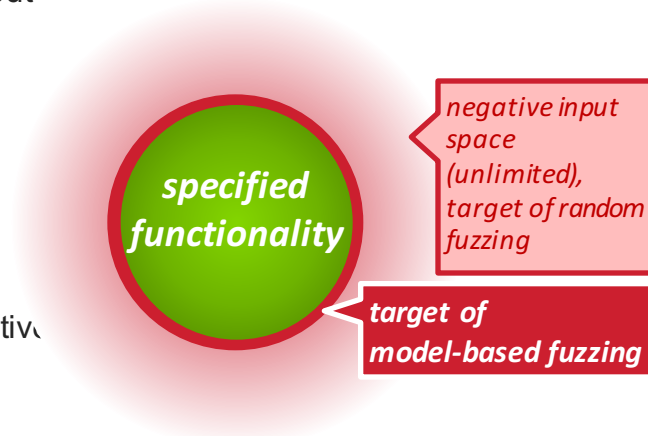 negative input
space
(unlimited),
target of random
fuzzing
specified
functionality
target of
model-based fuzzing